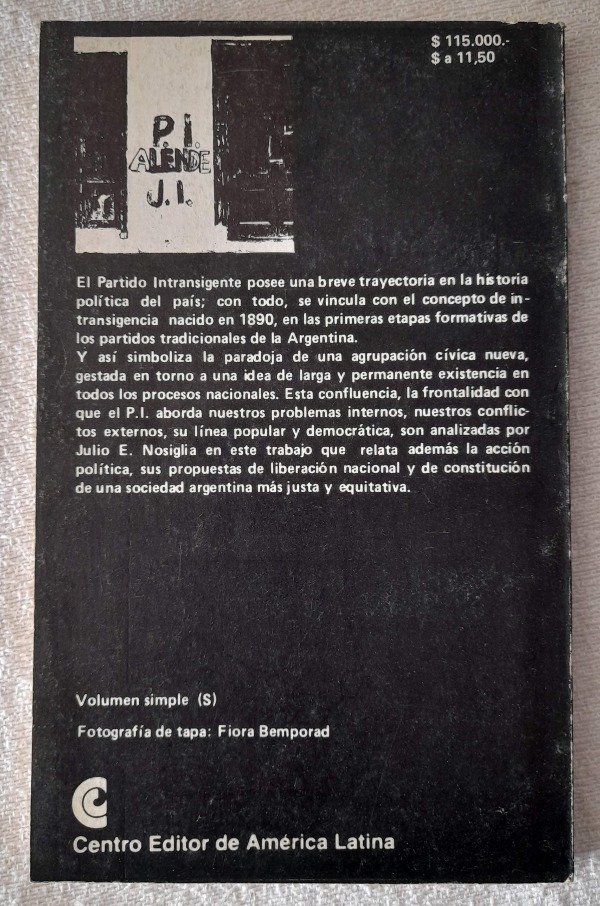 $ 115.000.-
$ a 11,50
P.I.
ALENDE
J.I.
El Partido Intransigente posee una breve trayectoria en la historia
política del país; con todo, se vincula con el concepto de in-
transigencia nacido en 1890, en las primeras etapas formativas de
los partidos tradicionales de la Argentina.
Y así simboliza la paradoja de una agrupación cívica nueva,
gestada en torno a una idea de larga y permanente existencia en
todos los procesos nacionales. Esta confluencia, la frontalidad con
que el P.I. aborda nuestros problemas internos, nuestros conflic-
tos externos, su línea popular y democrática, son analizadas por
Julio E. Nosiglia en este trabajo que relata además la acción
política, sus propuestas de liberación nacional y de constitución
de una sociedad argentina más justa y equitativa.
Volumen simple (S)
Fotografía de tapa: Fiora Bemporad
Centro Editor de América Latina